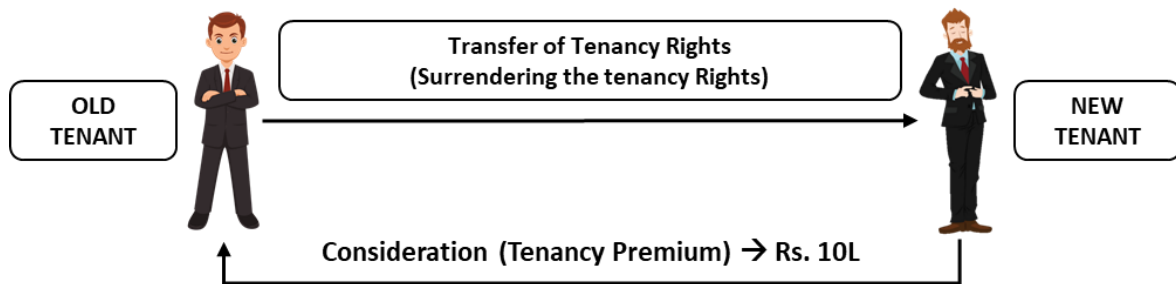 Transfer of Tenancy Rights
(Surrendering the tenancy Rights)
OLD
TENANT
NEW
TENANT
Consideration (Tenancy Premium) → Rs. 10L